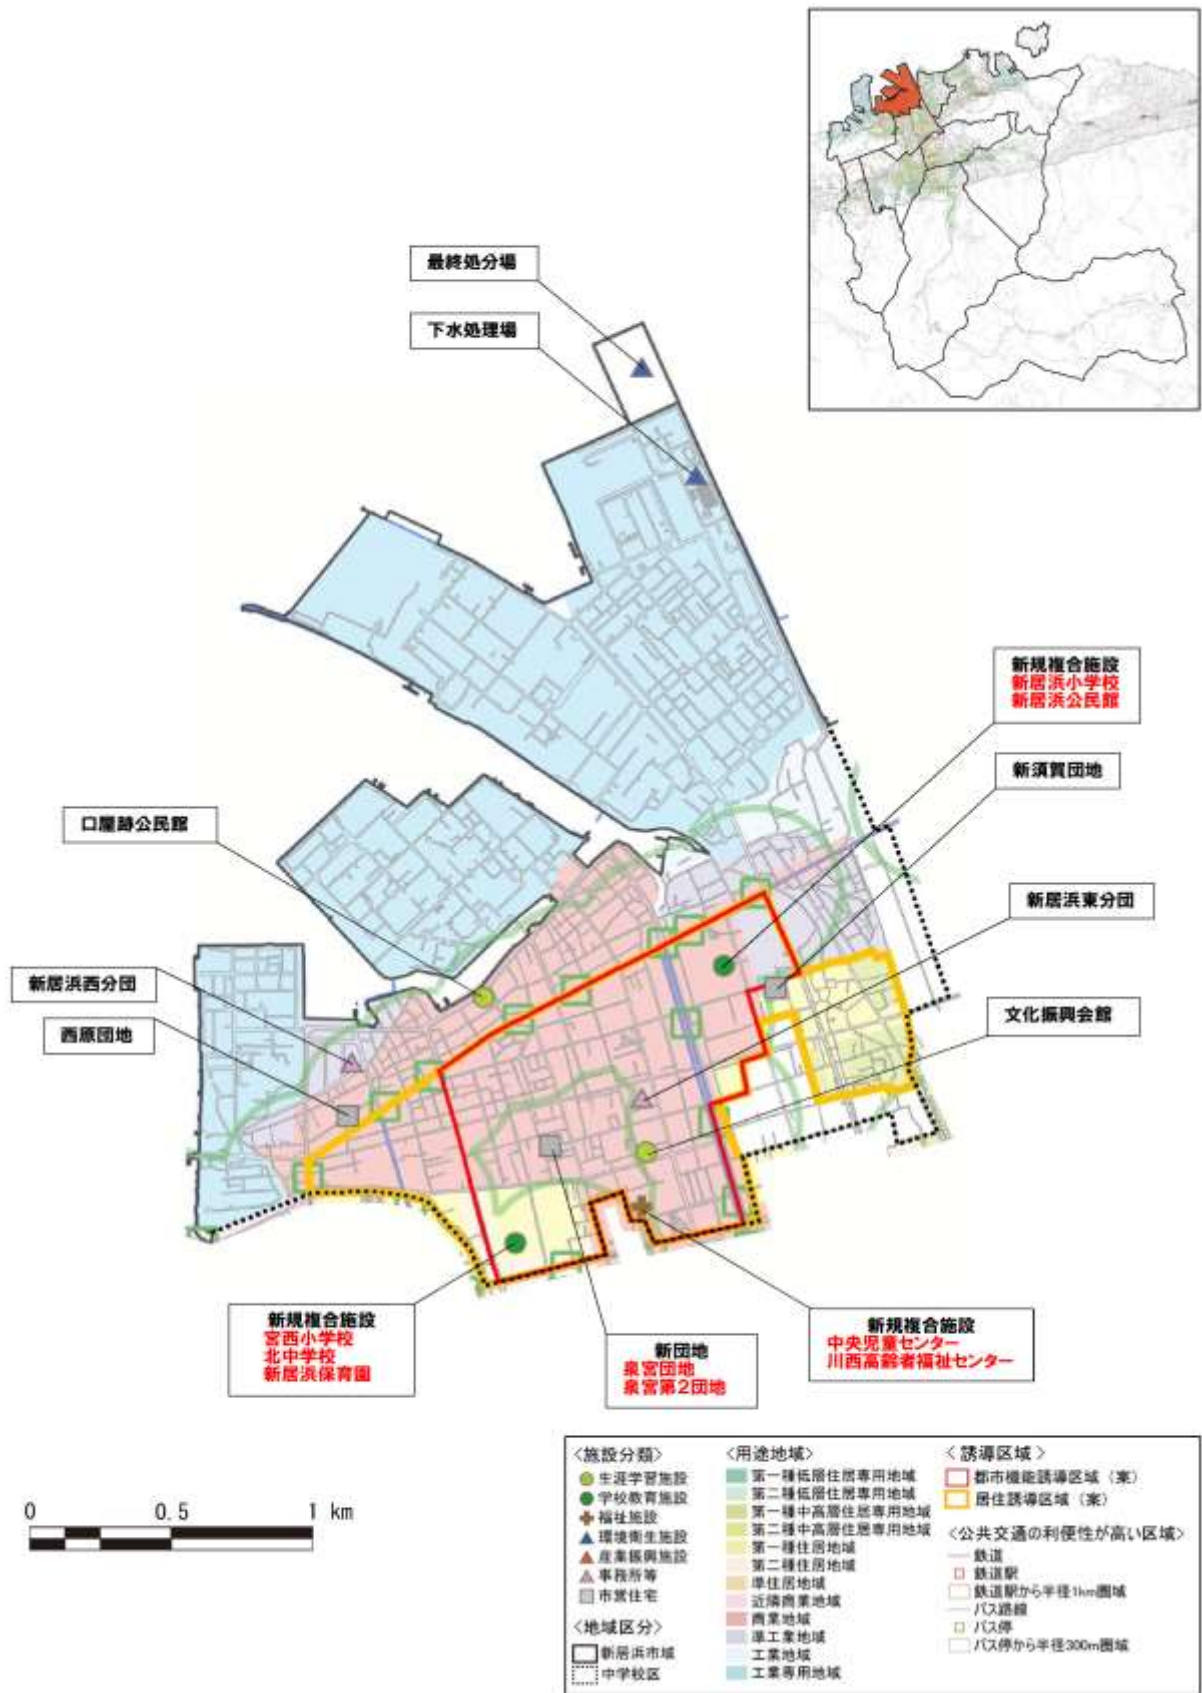 最終処分場
下水処理場
新規複合施設
新居浜小学校
新居浜公民館
新須賀団地
口屋跡公民館
新居浜東分団
新居浜西分団
文化振興会館
西原団地
新規複合施設
宮西小学校
北中学校
新居浜保育園
新団地
泉宮団地
泉宮第2団地
新規複合施設
中央児童センター
川西高齢者福祉センター
0 0.5 1 km
〈施設分類〉
生涯学習施設
学校教育施設
福祉施設
環境衛生施設
産業振興施設
事務所等
市営住宅
〈地域区分〉
新居浜市域
中学校区
〈用途地域〉
第一種低層住居専用地域
第二種低層住居専用地域
第一種中高層住居専用地域
第二種中高層住居専用地域
第一種住居地域
第二種住居地域
準住居地域
近隣商業地域
商業地域
準工業地域
工業地域
工業専用地域
〈 誘導区域 〉
都市機能誘導区域（案）
居住誘導区域（案）
〈公共交通の利便性が高い区域〉
鉄道
鉄道駅
鉄道駅から半径1km圏域
バス路線
バス停
バス停から半径300m圏域